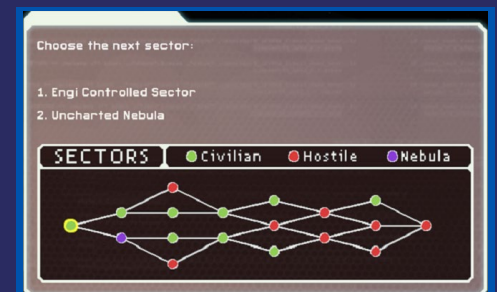 Choose the next sector:
1. Engi Controlled Sector
2. Uncharted Nebula
SECTORS Civilian Hostile Nebula